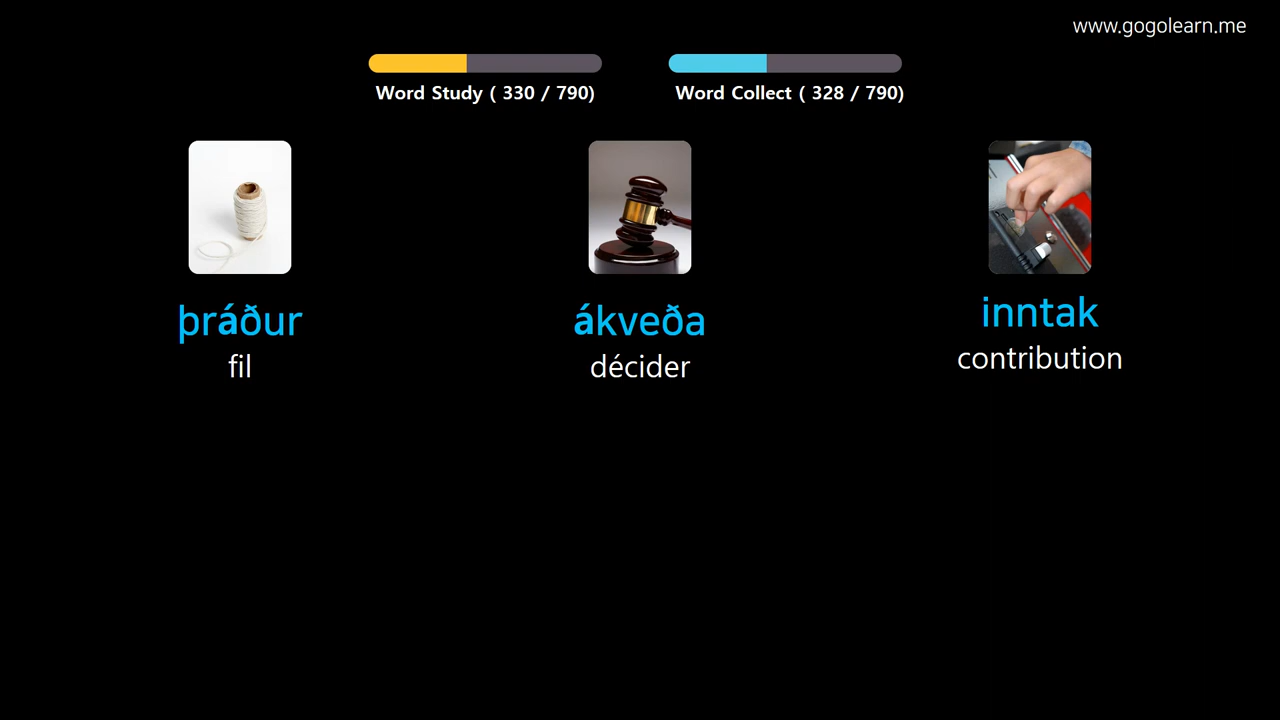 www.gogolearn.me
Word Study ( 330 / 790)
Word Collect ( 328 / 790)
þráður
fil
ákveða
décider
inntak
contribution